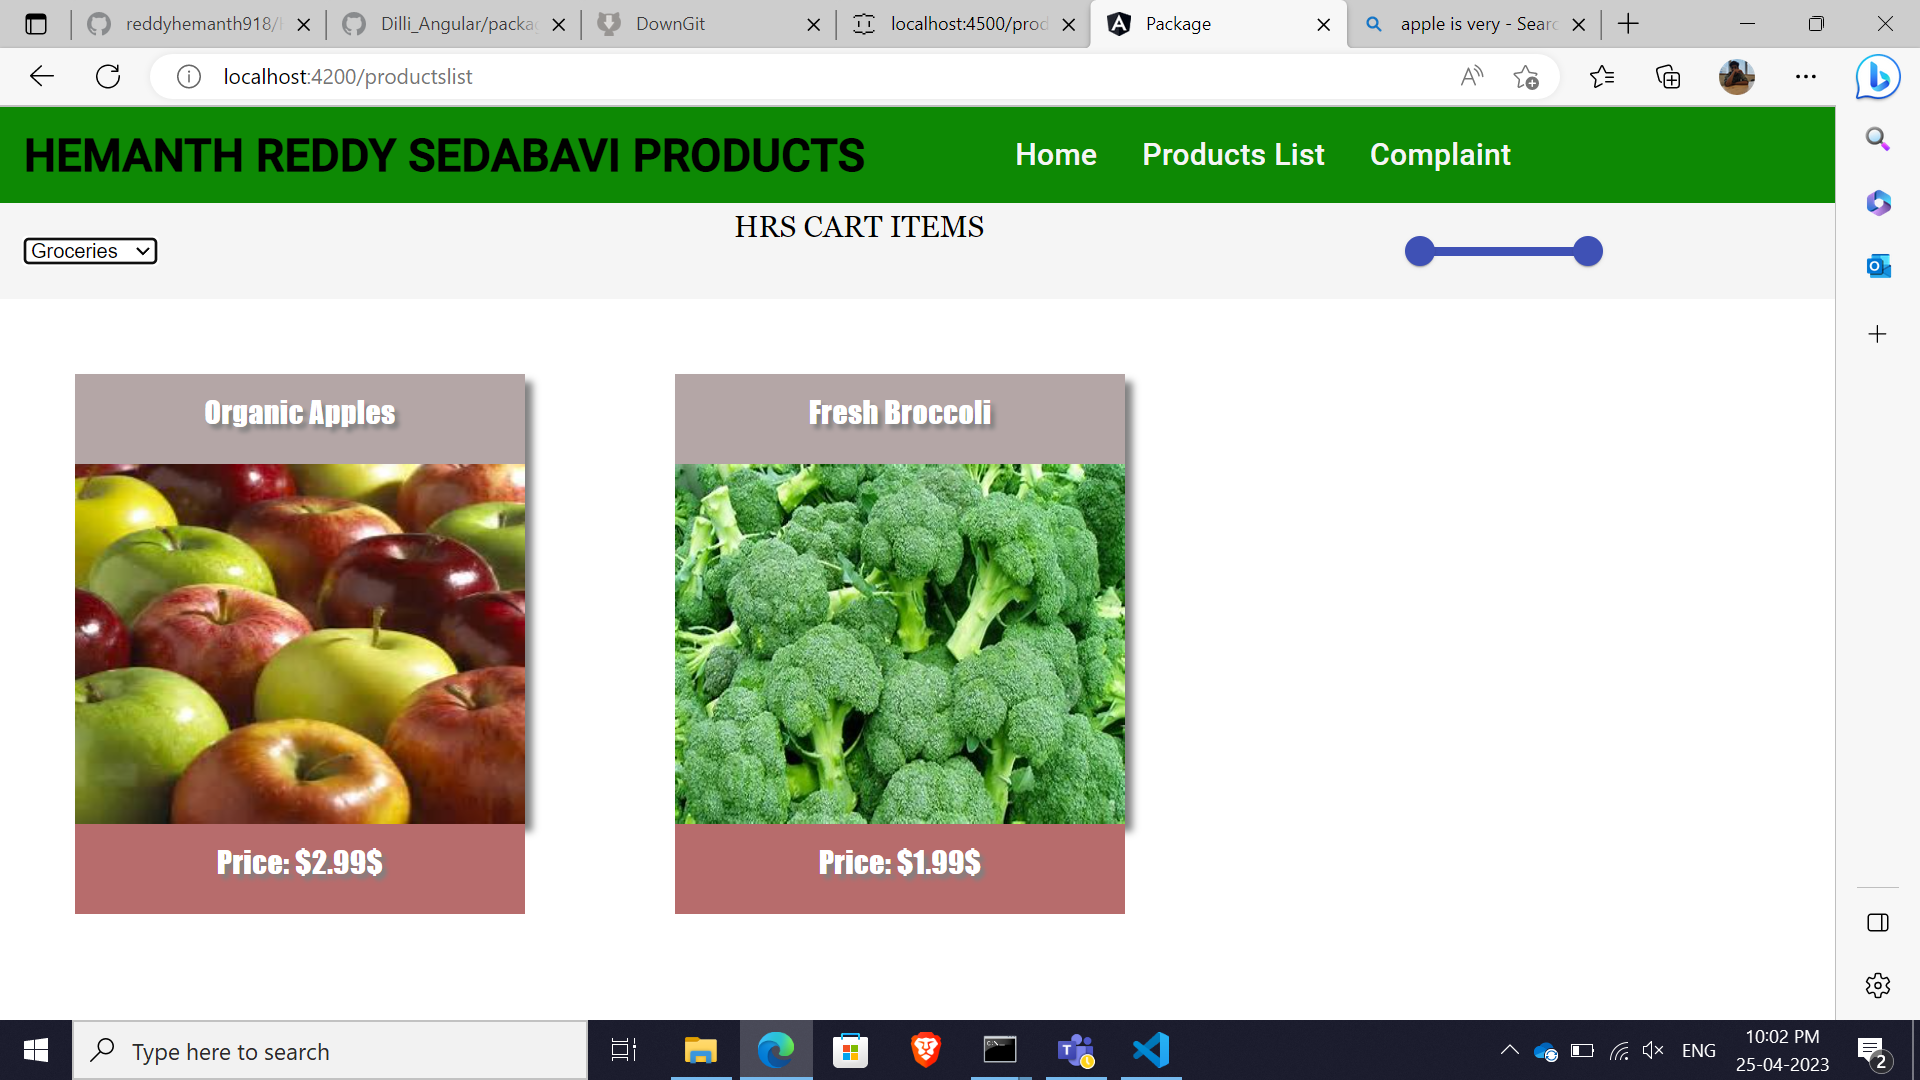 reddyhemanth918/
Dilli_Angular/packa
DownGit
localhost:4500/prod
Package
apple is very - Searc
localhost:4200/productslist
HEMANTH REDDY SEDABAVI PRODUCTS
Home
Products List
Complaint
Groceries
HRS CART ITEMS
Organic Apples
Fresh Broccoli
Price: $2.99$
Price: $1.99$
Type here to search
ENG
10:02 PM
25-04-2023
2